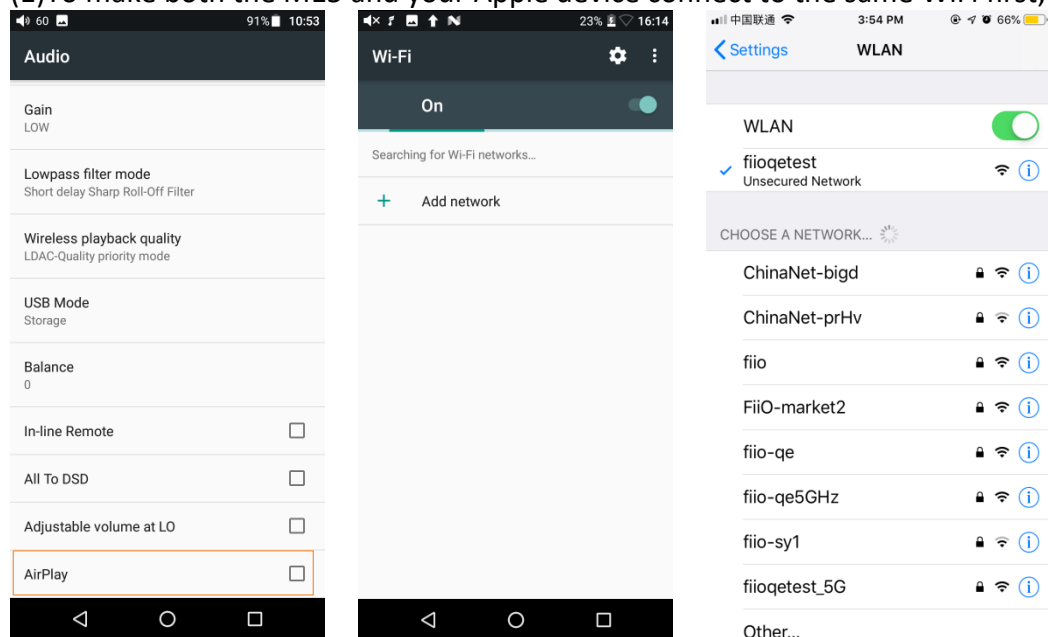 (2)To make both the M15 and your Apple device connect to the same WiFi first;
60 91% 10:53
Audio
Gain
LOW
Lowpass filter mode
Short delay Sharp Roll-Off Filter
Wireless playback quality
LDAC-Quality priority mode
USB Mode
Storage
Balance
0
In-line Remote
All To DSD
Adjustable volume at LO
AirPlay
23% 16:14
Wi-Fi
On
Searching for Wi-Fi networks...
+ Add network
中国联通 3:54 PM 66%
Settings WLAN
WLAN
fiioqetest
Unsecured Network
CHOOSE A NETWORK...
ChinaNet-bigd
ChinaNet-prHv
fiio
FiiO-market2
fiio-qe
fiio-qe5GHz
fiio-sy1
fiioqetest_5G
Other...